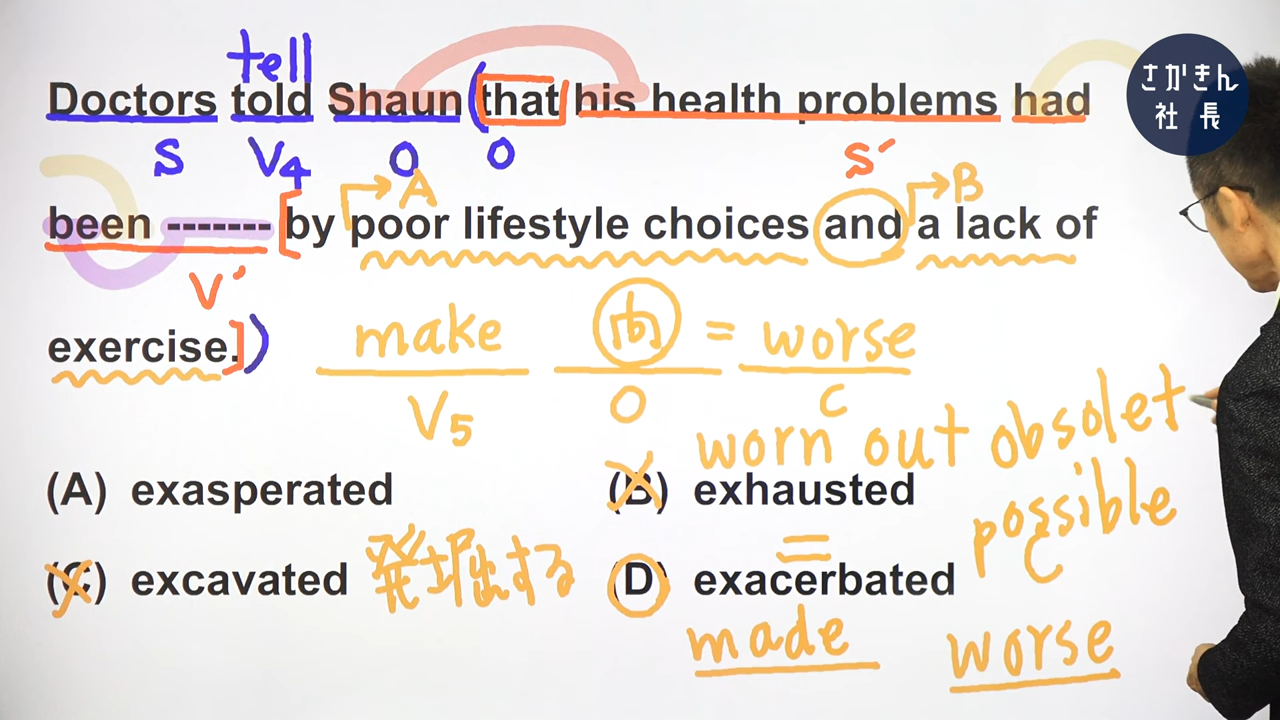 tell
さかきん
社長
Doctors told Shaun (that his health problems had
S V4 O O S′
A B
been ------- [by poor lifestyle choices and a lack of
V′
make 向 = worse
exercise.])
V5 O C
worn out obsolet
(A) exasperated (B) exhausted
possible
C
=
(C) excavated 発掘出する (D) exacerbated
made worse